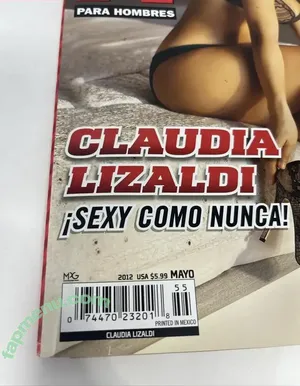 PARA HOMBRES
CLAUDIA
LIZALDI
¡SEXY COMO NUNCA!
MPG
2012 USA $5.99 MAYO
55
0 74470 23201 8
PRINTED IN MEXICO
CLAUDIA LIZALDI